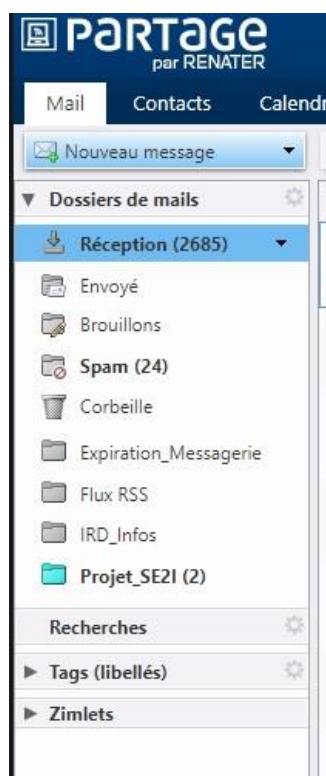 PaRTaGe
par RENATER
Mail Contacts Calendr
Nouveau message
Dossiers de mails
Réception (2685)
Envoyé
Brouillons
Spam (24)
Corbeille
Expiration_Messagerie
Flux RSS
IRD_Infos
Projet_SE2I (2)
Recherches
Tags (libellés)
Zimlets